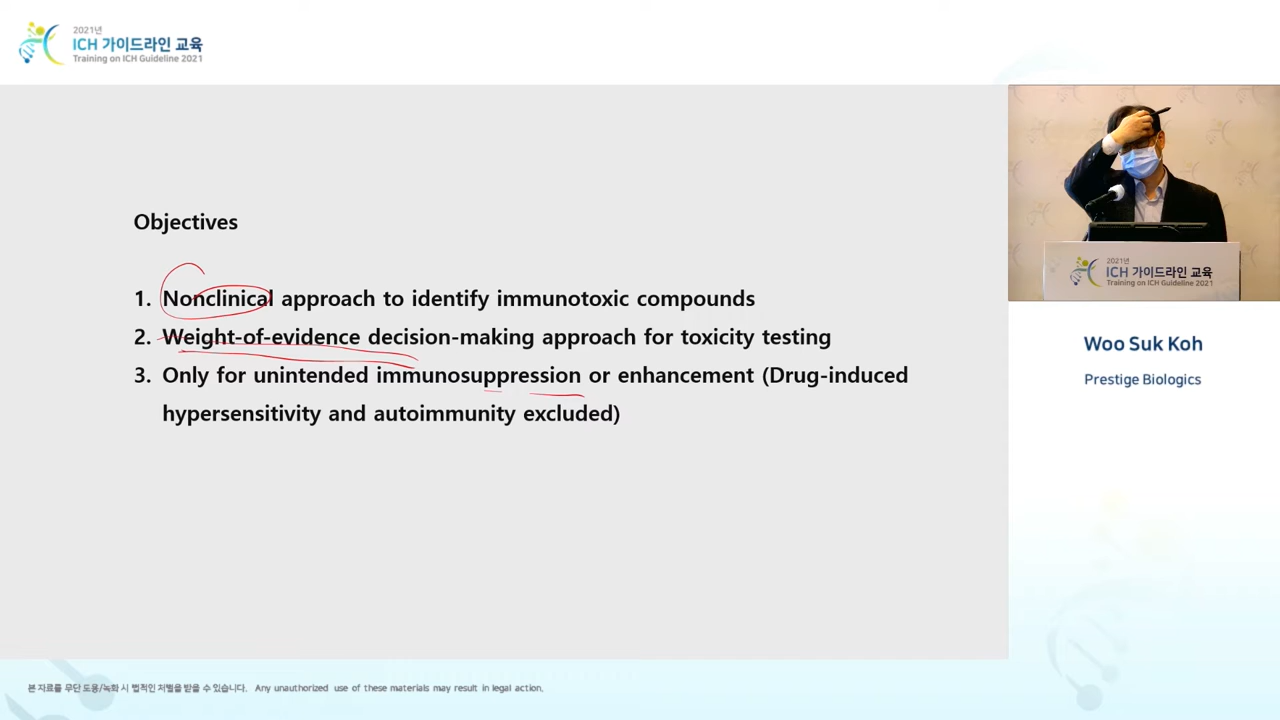 2021년
ICH 가이드라인 교육
Training on ICH Guideline 2021
Objectives
1. Nonclinical approach to identify immunotoxic compounds
2. Weight-of-evidence decision-making approach for toxicity testing
3. Only for unintended immunosuppression or enhancement (Drug-induced
hypersensitivity and autoimmunity excluded)
2021년
ICH 가이드라인 교육
Training on ICH Guideline 2021
Woo Suk Koh
Prestige Biologics
본 자료를 무단 도용/녹화 시 법적인 처벌을 받을 수 있습니다. Any unauthorized use of these materials may result in legal action.